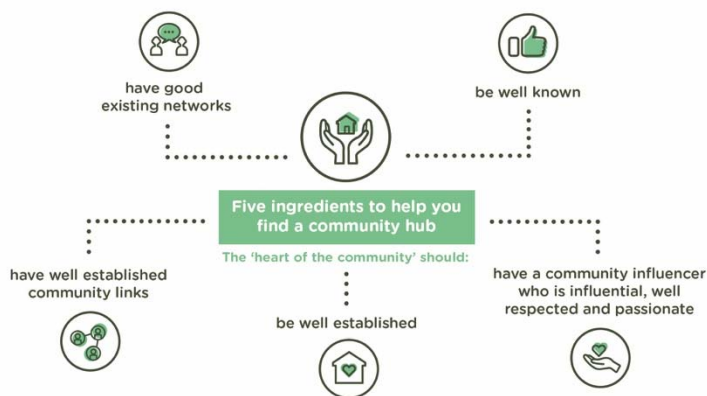 have good
existing networks
be well known
Five ingredients to help you
find a community hub
The ‘heart of the community’ should:
have well established
community links
be well established
have a community influencer
who is influential, well
respected and passionate